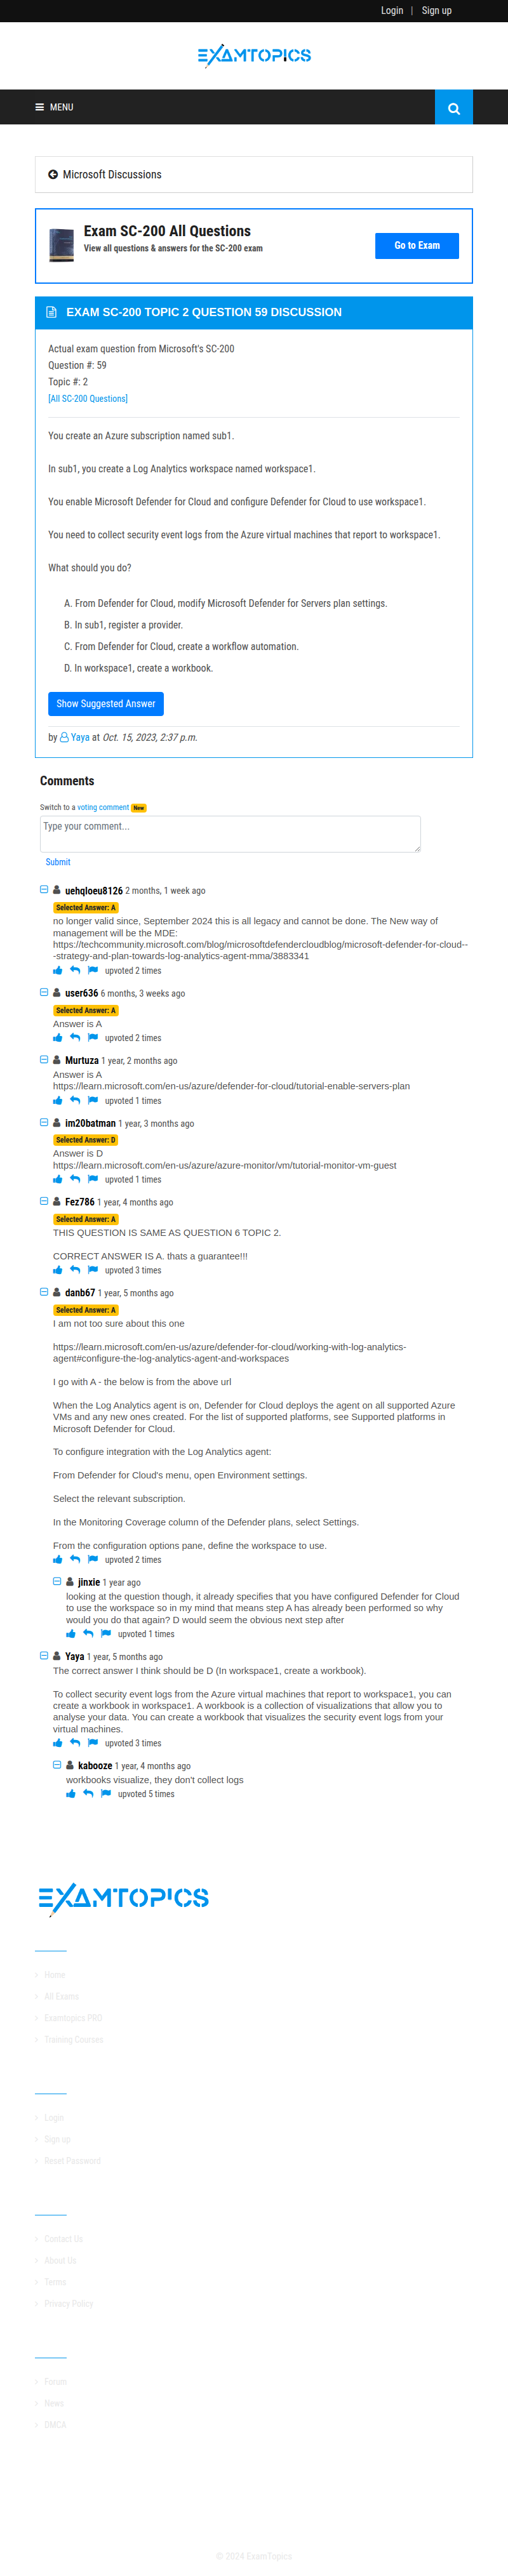 Login | Sign up
EXAMTOPICS
MENU
Microsoft Discussions
Exam SC-200 All Questions
View all questions & answers for the SC-200 exam
Go to Exam
EXAM SC-200 TOPIC 2 QUESTION 59 DISCUSSION
Actual exam question from Microsoft's SC-200
Question #: 59
Topic #: 2
[All SC-200 Questions]
You create an Azure subscription named sub1.
In sub1, you create a Log Analytics workspace named workspace1.
You enable Microsoft Defender for Cloud and configure Defender for Cloud to use workspace1.
You need to collect security event logs from the Azure virtual machines that report to workspace1.
What should you do?
A. From Defender for Cloud, modify Microsoft Defender for Servers plan settings.
B. In sub1, register a provider.
C. From Defender for Cloud, create a workflow automation.
D. In workspace1, create a workbook.
Show Suggested Answer
by Yaya at Oct. 15, 2023, 2:37 p.m.
Comments
Switch to a voting comment New
Type your comment...
Submit
uehqloeu8126 2 months, 1 week ago
Selected Answer: A
no longer valid since, September 2024 this is all legacy and cannot be done. The New way of
management will be the MDE:
https://techcommunity.microsoft.com/blog/microsoftdefendercloudblog/microsoft-defender-for-cloud--
-strategy-and-plan-towards-log-analytics-agent-mma/3883341
upvoted 2 times
user636 6 months, 3 weeks ago
Selected Answer: A
Answer is A
upvoted 2 times
Murtuza 1 year, 2 months ago
Answer is A
https://learn.microsoft.com/en-us/azure/defender-for-cloud/tutorial-enable-servers-plan
upvoted 1 times
im20batman 1 year, 3 months ago
Selected Answer: D
Answer is D
https://learn.microsoft.com/en-us/azure/azure-monitor/vm/tutorial-monitor-vm-guest
upvoted 1 times
Fez786 1 year, 4 months ago
Selected Answer: A
THIS QUESTION IS SAME AS QUESTION 6 TOPIC 2.
CORRECT ANSWER IS A. thats a guarantee!!!
upvoted 3 times
danb67 1 year, 5 months ago
Selected Answer: A
I am not too sure about this one
https://learn.microsoft.com/en-us/azure/defender-for-cloud/working-with-log-analytics-
agent#configure-the-log-analytics-agent-and-workspaces
I go with A - the below is from the above url
When the Log Analytics agent is on, Defender for Cloud deploys the agent on all supported Azure
VMs and any new ones created. For the list of supported platforms, see Supported platforms in
Microsoft Defender for Cloud.
To configure integration with the Log Analytics agent:
From Defender for Cloud's menu, open Environment settings.
Select the relevant subscription.
In the Monitoring Coverage column of the Defender plans, select Settings.
From the configuration options pane, define the workspace to use.
upvoted 2 times
jinxie 1 year ago
looking at the question though, it already specifies that you have configured Defender for Cloud
to use the workspace so in my mind that means step A has already been performed so why
would you do that again? D would seem the obvious next step after
upvoted 1 times
Yaya 1 year, 5 months ago
The correct answer I think should be D (In workspace1, create a workbook).
To collect security event logs from the Azure virtual machines that report to workspace1, you can
create a workbook in workspace1. A workbook is a collection of visualizations that allow you to
analyse your data. You can create a workbook that visualizes the security event logs from your
virtual machines.
upvoted 3 times
kabooze 1 year, 4 months ago
workbooks visualize, they don't collect logs
upvoted 5 times
EXAMTOPICS
Home
All Exams
Examtopics PRO
Training Courses
Login
Sign up
Reset Password
Contact Us
About Us
Terms
Privacy Policy
Forum
News
DMCA
© 2024 ExamTopics